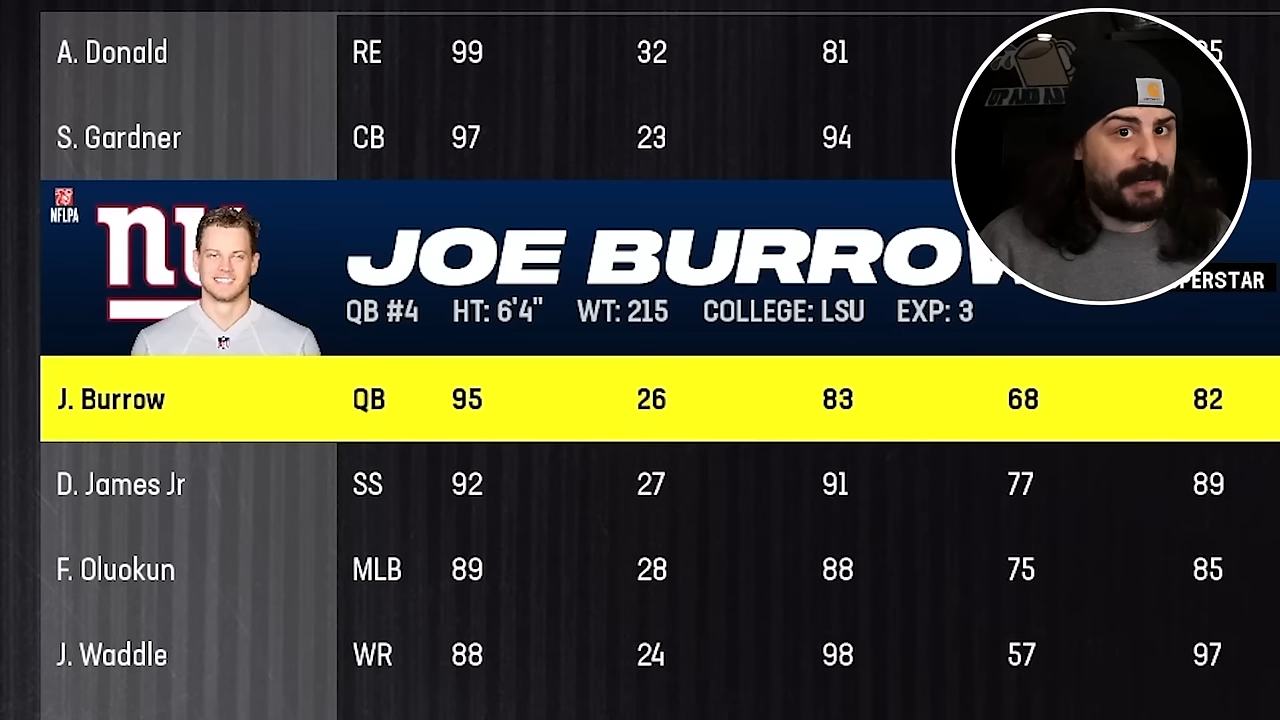 A. Donald RE 99 32 81
S. Gardner CB 97 23 94
NFLPA
ny
JOE BURROW
QB #4 HT: 6'4" WT: 215 COLLEGE: LSU EXP: 3
J. Burrow QB 95 26 83 68 82
D. James Jr SS 92 27 91 77 89
F. Oluokun MLB 89 28 88 75 85
J. Waddle WR 88 24 98 57 97